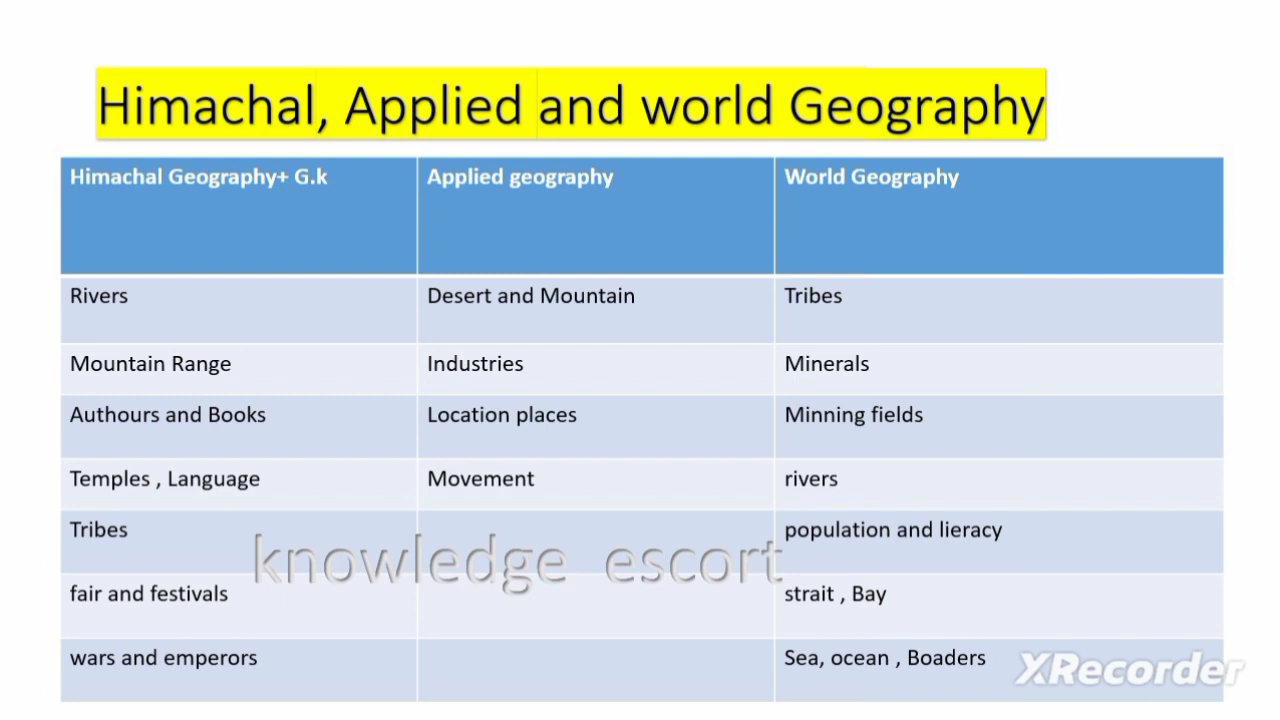 Himachal, Applied and world Geography
Himachal Geography+ G.k Applied geography World Geography
Rivers Desert and Mountain Tribes
Mountain Range Industries Minerals
Authours and Books Location places Minning fields
Temples , Language Movement rivers
Tribes population and lieracy
knowledge escort
fair and festivals strait , Bay
wars and emperors Sea, ocean , Boaders
XRecorder